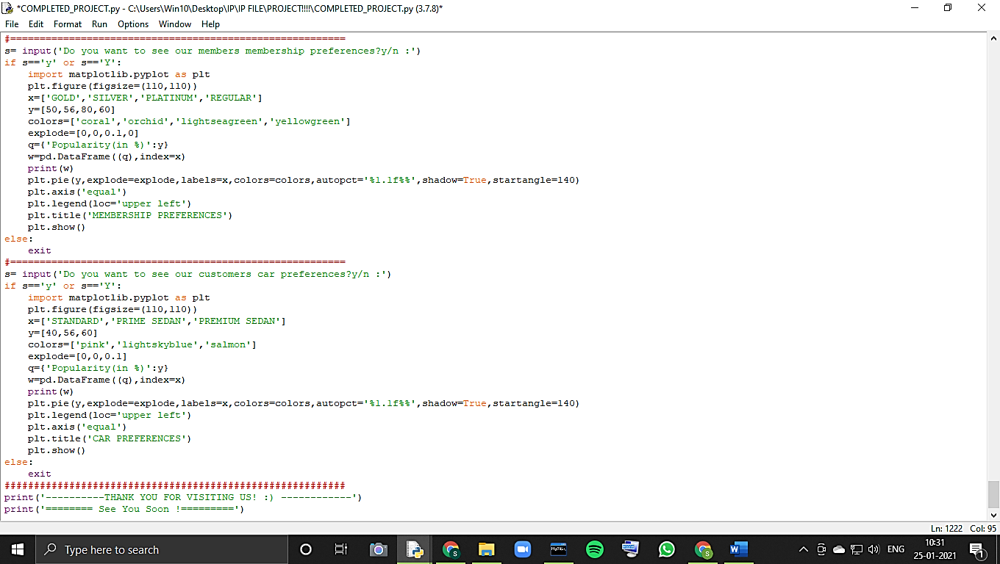 *COMPLETED_PROJECT.py - C:\Users\Win10\Desktop\IP\IP FILE\PROJECT!!!!\COMPLETED_PROJECT.py (3.7.8)*
File Edit Format Run Options Window Help
#=========================================================
s= input('Do you want to see our members membership preferences?y/n :')
if s=='y' or s=='Y':
    import matplotlib.pyplot as plt
    plt.figure(figsize=(110,110))
    x=['GOLD','SILVER','PLATINUM','REGULAR']
    y=[50,56,80,60]
    colors=['coral','orchid','lightseagreen','yellowgreen']
    explode=[0,0,0.1,0]
    q={'Popularity(in %)':y}
    w=pd.DataFrame((q),index=x)
    print(w)
    plt.pie(y,explode=explode,labels=x,colors=colors,autopct='%1.1f%%',shadow=True,startangle=140)
    plt.axis('equal')
    plt.legend(loc='upper left')
    plt.title('MEMBERSHIP PREFERENCES')
    plt.show()
else:
    exit
#=========================================================
s= input('Do you want to see our customers car preferences?y/n :')
if s=='y' or s=='Y':
    import matplotlib.pyplot as plt
    plt.figure(figsize=(110,110))
    x=['STANDARD','PRIME SEDAN','PREMIUM SEDAN']
    y=[40,56,60]
    colors=['pink','lightskyblue','salmon']
    explode=[0,0,0.1]
    q={'Popularity(in %)':y}
    w=pd.DataFrame((q),index=x)
    print(w)
    plt.pie(y,explode=explode,labels=x,colors=colors,autopct='%1.1f%%',shadow=True,startangle=140)
    plt.legend(loc='upper left')
    plt.axis('equal')
    plt.title('CAR PREFERENCES')
    plt.show()
else:
    exit
##########################################################
print('----------THANK YOU FOR VISITING US! :) ------------')
print('======== See You Soon !=========')
Ln: 1222 Col: 95
Type here to search
MySQL
W
S
S
ENG
10:31
25-01-2021
1